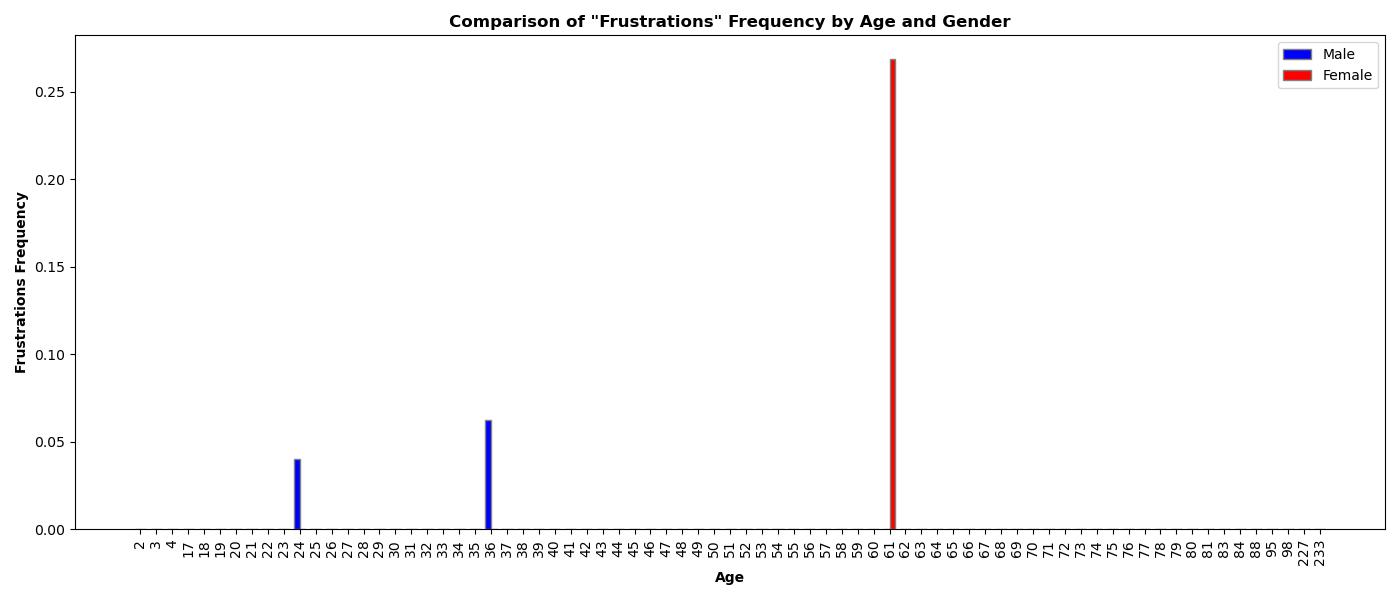 Comparison of "Frustrations" Frequency by Age and Gender
Male
Female
Frustrations Frequency
0.25
0.20
0.15
0.10
0.05
0.00
2 3 4 17 18 19 20 21 22 23 24 25 26 27 28 29 30 31 32 33 34 35 36 37 38 39 40 41 42 43 44 45 46 47 48 49 50 51 52 53 54 55 56 57 58 59 60 61 62 63 64 65 66 67 68 69 70 71 72 73 74 75 76 77 78 79 80 81 83 84 88 95 98 227 233
Age